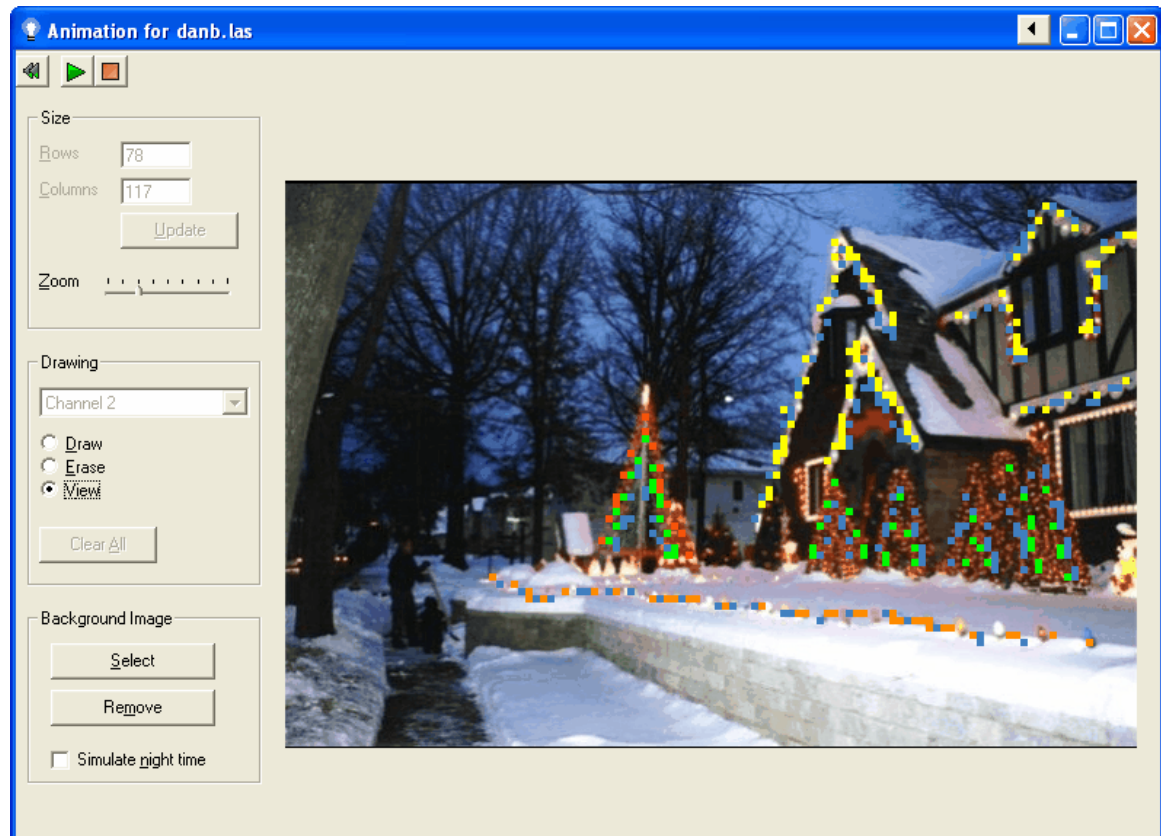 Animation for danb.las
Size
Rows 78
Columns 117
Update
Zoom
Drawing
Channel 2
Draw
Erase
View
Clear All
Background Image
Select
Remove
Simulate night time